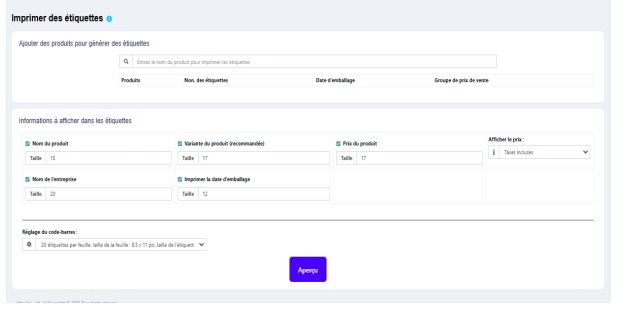 Imprimer des étiquettes
Ajouter des produits pour générer des étiquettes
Entrez le nom du produit pour imprimer les étiquettes
Produits Non. des étiquettes Date d'emballage Groupe de prix de vente
Informations à afficher dans les étiquettes
Nom du produit Variante du produit (recommandée) Prix du produit Afficher le prix :
Taille 15 Taille 17 Taille 17 Taxes incluses
Nom de l'entreprise Imprimer la date d'emballage
Taille 20 Taille 12
Réglage du code-barres :
20 étiquettes par feuille, taille de la feuille : 8.5 x 11 po, taille de l'étiquett
Aperçu